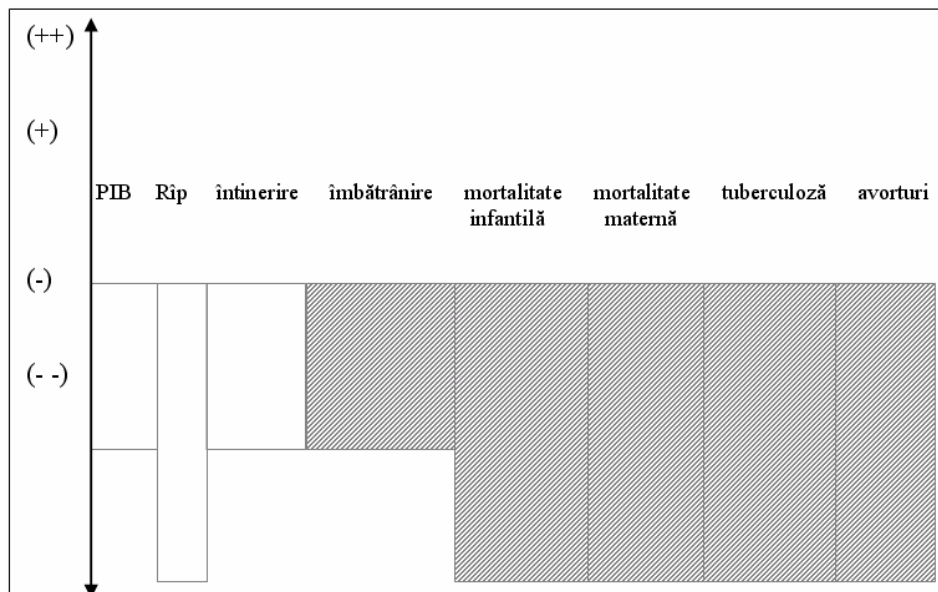 (++)
(+)
PIB Rîp întinerire îmbătrânire mortalitate infantilă mortalitate maternă tuberculoză avorturi
(-)
(- -)